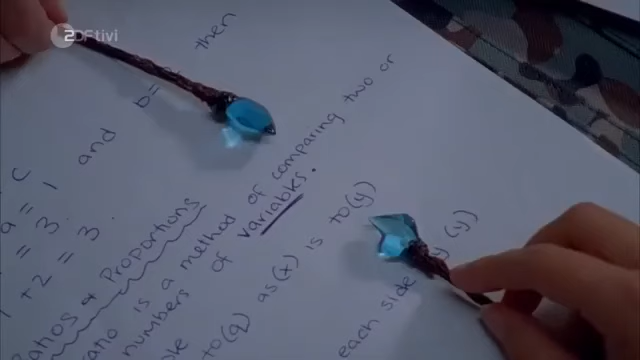 ZDFtivi
c
a = 1 and b= then
= 3
1 + 2 = 3.
Ratios & Proportions
ratio is a method of comparing two or
numbers of variables.
to(q) as(x) is to(y)
each side y (y)